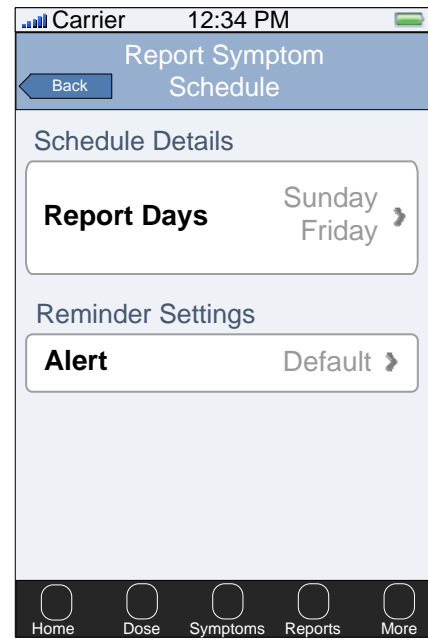 Carrier 12:34 PM
Report Symptom
Schedule
Back
Schedule Details
Report Days
Sunday
Friday
Reminder Settings
Alert Default
Home Dose Symptoms Reports More